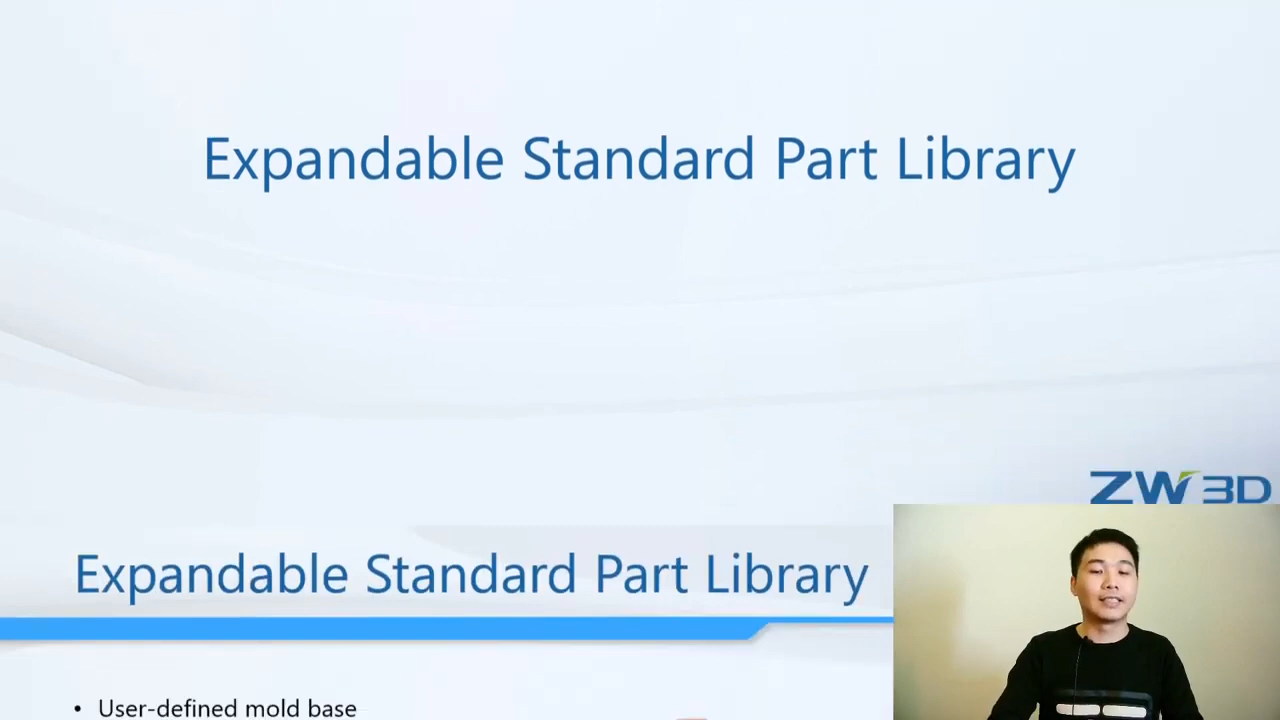 Expandable Standard Part Library
ZW3D
Expandable Standard Part Library
• User-defined mold base